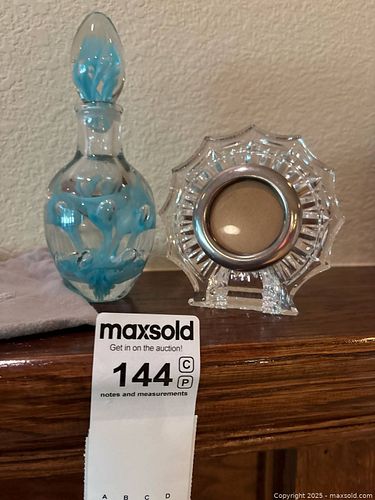 maxsold
Get in on the auction!
144 C
P
notes and measurements
A B C D
Copyright 2025 - maxsold.com